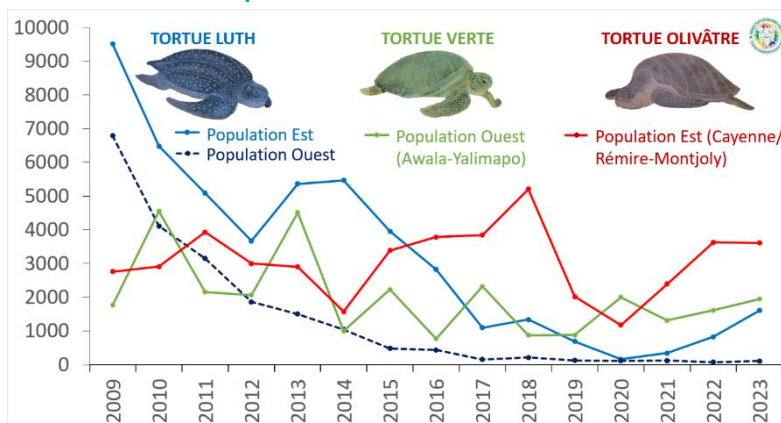 10000
9000
8000
7000
6000
5000
4000
3000
2000
1000
0
TORTUE LUTH
Population Est
Population Ouest
TORTUE VERTE
Population Ouest
(Awala-Yalimapo)
TORTUE OLIVÂTRE
Population Est (Cayenne/
Rémire-Montjoly)
2009
2010
2011
2012
2013
2014
2015
2016
2017
2018
2019
2020
2021
2022
2023